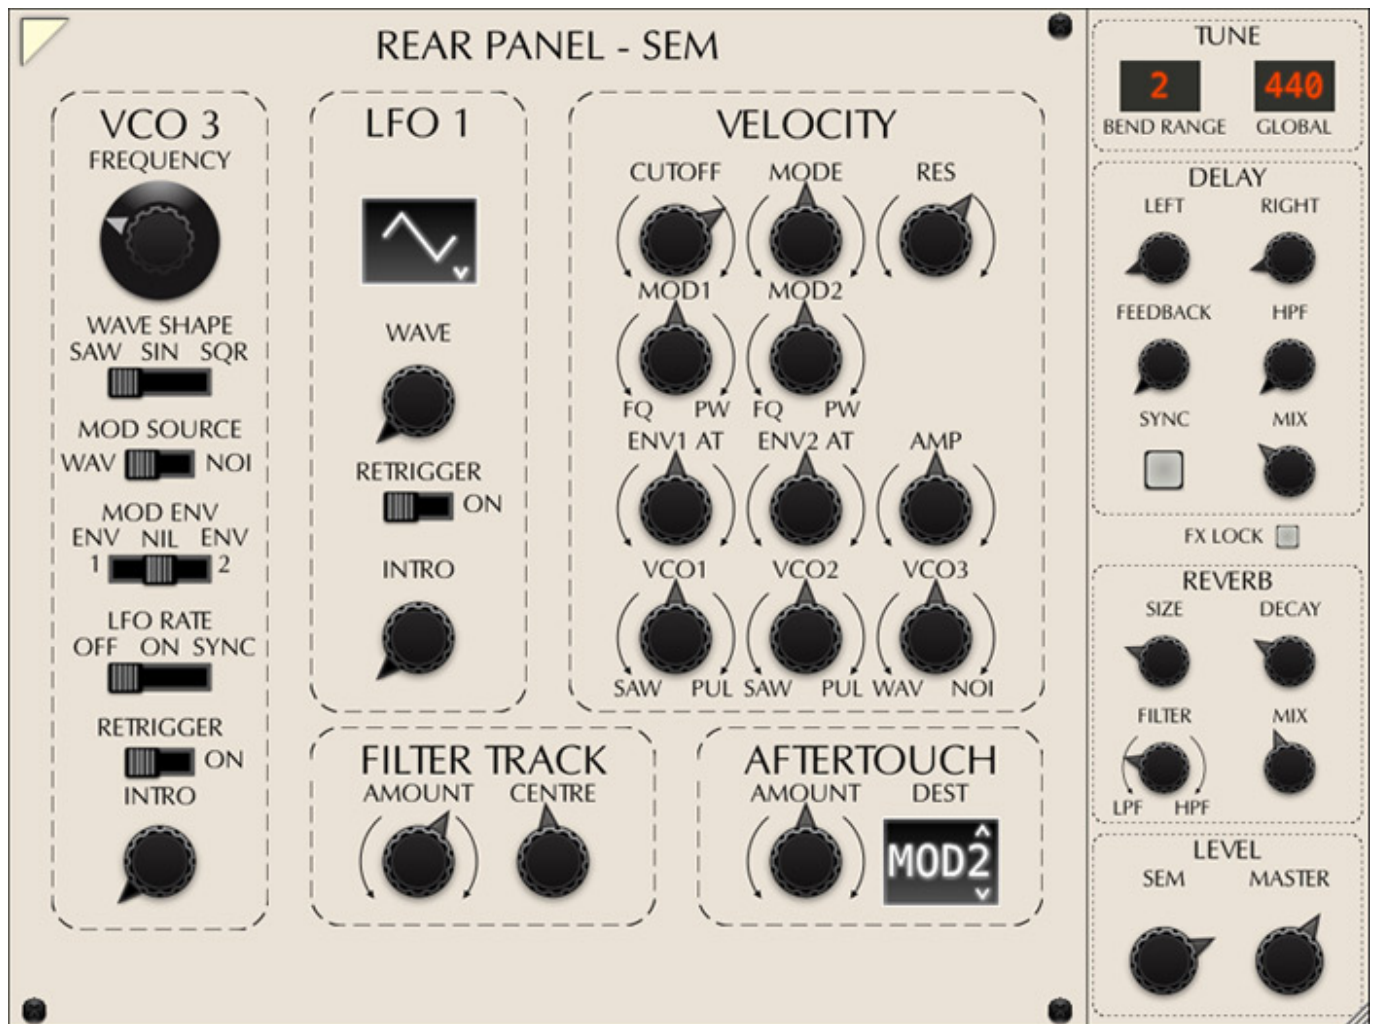 REAR PANEL - SEM
VCO 3
FREQUENCY
WAVE SHAPE
SAW SIN SQR
MOD SOURCE
WAV NOI
MOD ENV
ENV NIL ENV
1 2
LFO RATE
OFF ON SYNC
RETRIGGER
ON
INTRO
LFO 1
WAVE
RETRIGGER
ON
INTRO
VELOCITY
CUTOFF MODE RES
MOD1 MOD2
FQ PW FQ PW
ENV1 AT ENV2 AT AMP
VCO1 VCO2 VCO3
SAW PUL SAW PUL WAV NOI
FILTER TRACK
AMOUNT CENTRE
AFTERTOUCH
AMOUNT DEST
MOD2
TUNE
2 440
BEND RANGE GLOBAL
DELAY
LEFT RIGHT
FEEDBACK HPF
SYNC MIX
FX LOCK
REVERB
SIZE DECAY
FILTER MIX
LPF HPF
LEVEL
SEM MASTER